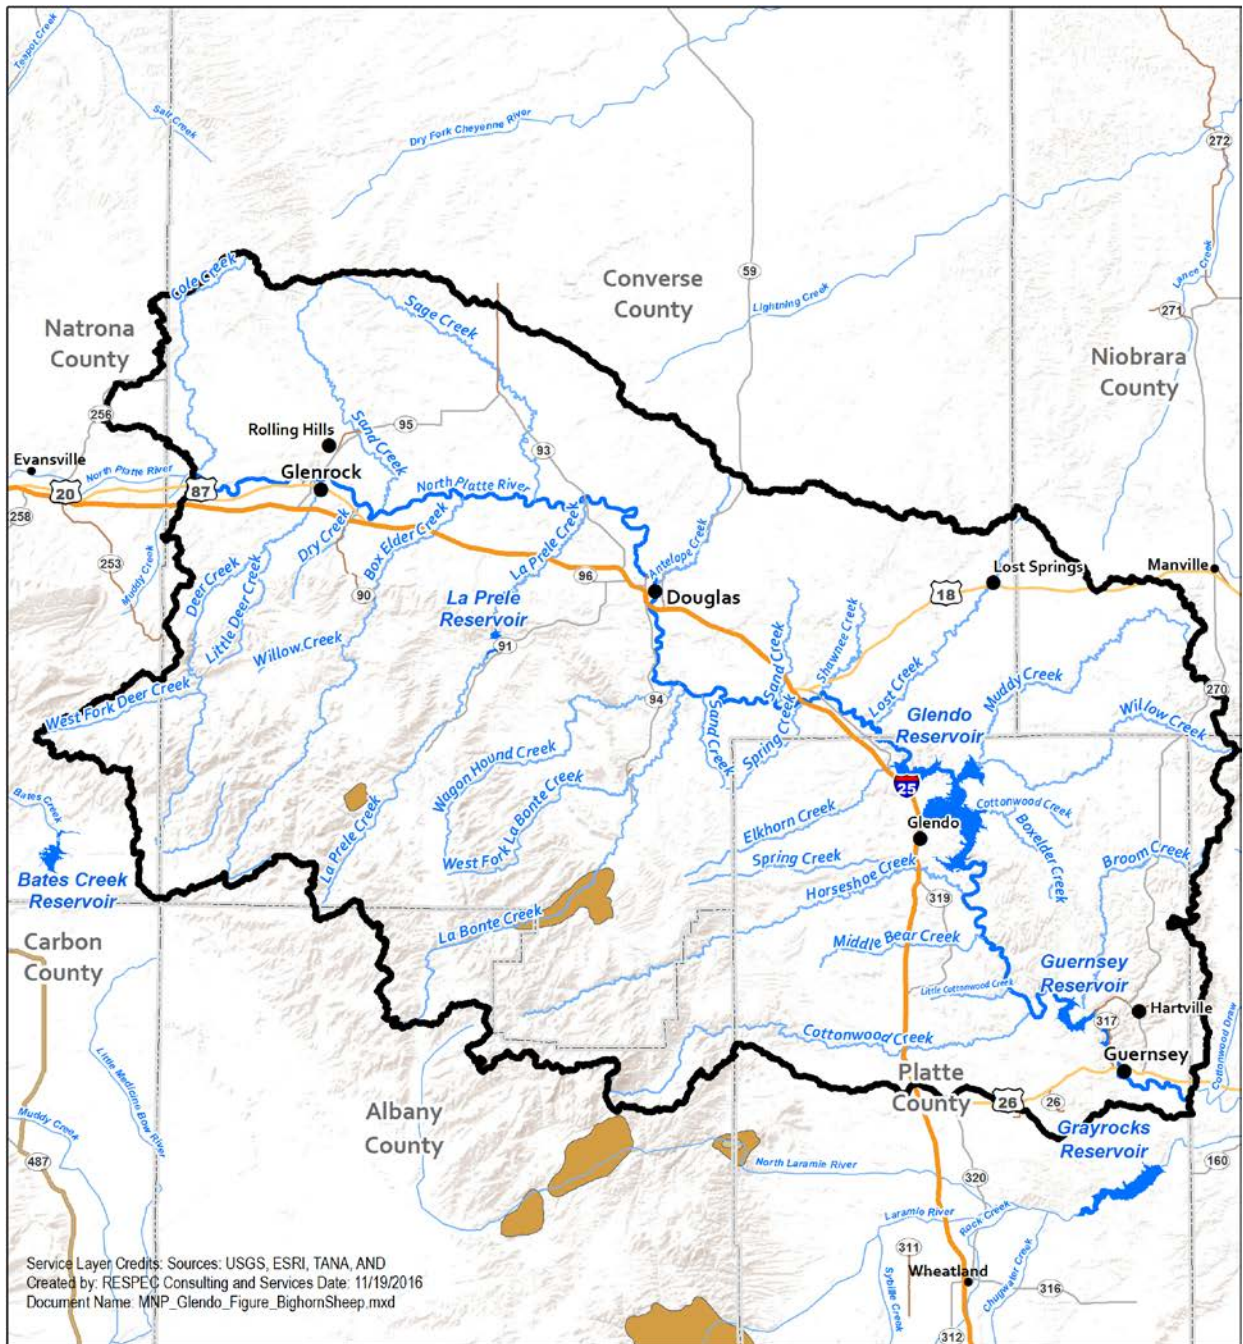 Teapot Creek
Salt Creek
Dry Fork Cheyenne River
272
Lance Creek
59
Converse
County
Lightning Creek
271
Cole Creek
Sage Creek
Natrona
County
Niobrara
County
256
Rolling Hills
95
Sand Creek
93
Evansville
North Platte River
Glenrock
North Platte River
20
87
258
253
Muddy Creek
Deer Creek
Little Deer Creek
Dry Creek
Box Elder Creek
90
La Prele Creek
96
Antelope Creek
Douglas
Lost Springs
Manville
18
La Prele
Reservoir
91
Willow Creek
Sand Creek
Shawnee Creek
West Fork Deer Creek
94
Sand Creek
Spring Creek
Lost Creek
Muddy Creek
270
Willow Creek
Glendo
Reservoir
Wagon Hound Creek
25
Bates Creek
Cottonwood Creek
Glendo
Elkhorn Creek
Boxelder Creek
La Prele Creek
West Fork La Bonte Creek
Spring Creek
Horseshoe Creek
Broom Creek
Bates Creek
Reservoir
319
La Bonte Creek
Middle Bear Creek
Carbon
County
Guernsey
Reservoir
Little Cottonwood Creek
Hartville
317
Cottonwood Creek
Guernsey
Cottonwood Draw
Little Medicine Bow River
Platte
County
26
26
Albany
County
Muddy Creek
Grayrocks
Reservoir
487
North Laramie River
160
320
Laramie River
Rock Creek
311
Sybille Creek
Chugwater Creek
Wheatland
316
312
Service Layer Credits: Sources: USGS, ESRI, TANA, AND
Created by: RESPEC Consulting and Services Date: 11/19/2016
Document Name: MNP_Glendo_Figure_BighornSheep.mxd